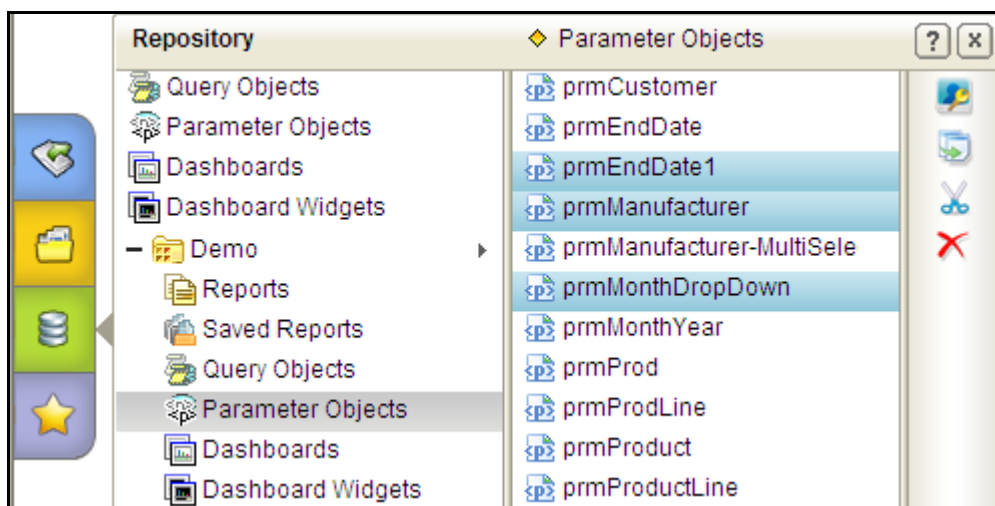 Repository
Query Objects
Parameter Objects
Dashboards
Dashboard Widgets
Demo
Reports
Saved Reports
Query Objects
Parameter Objects
Dashboards
Dashboard Widgets
Parameter Objects
? x
<p> prmCustomer
<p> prmEndDate
<p> prmEndDate1
<p> prmManufacturer
<p> prmManufacturer-MultiSele
<p> prmMonthDropDown
<p> prmMonthYear
<p> prmProd
<p> prmProdLine
<p> prmProduct
<p> prmProductLine